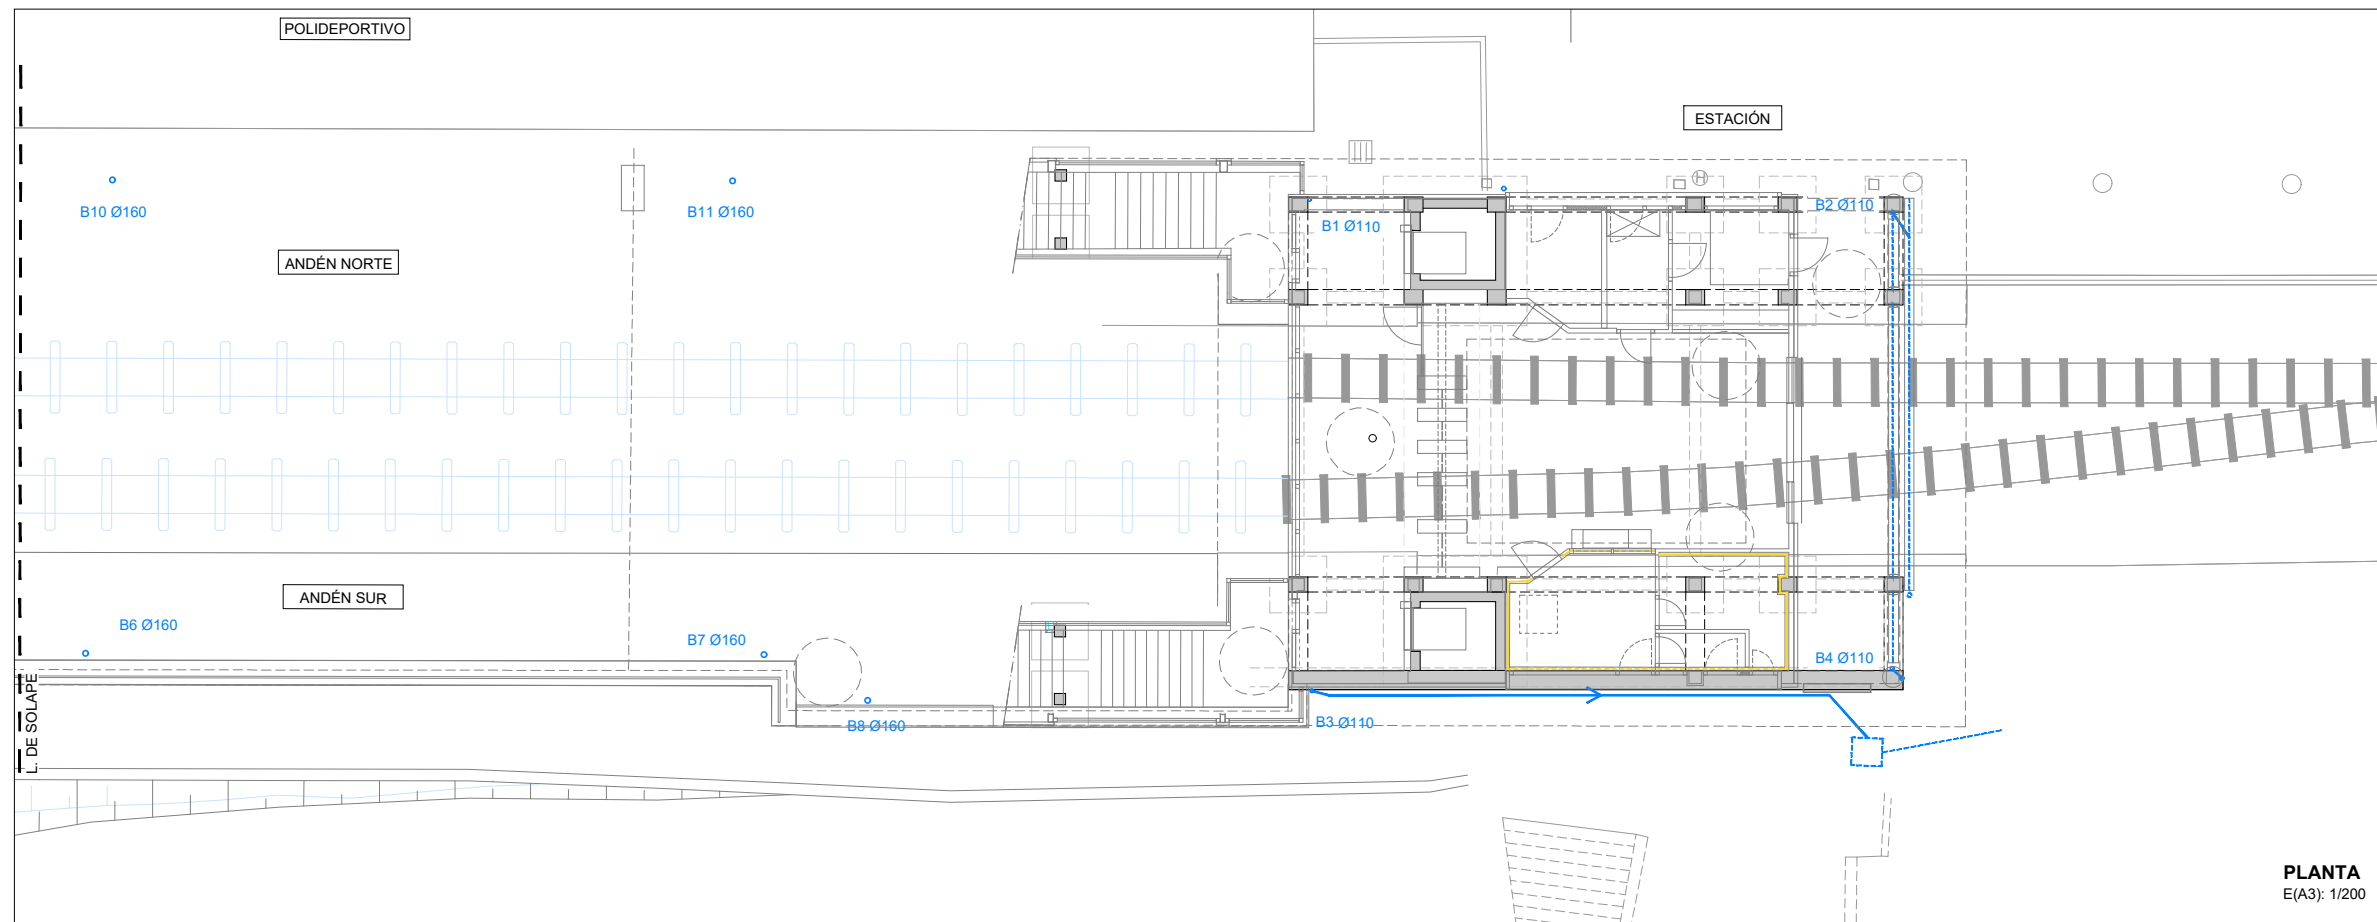 POLIDEPORTIVO
ESTACIÓN
B10 Ø160
B11 Ø160
B1 Ø110
B2 Ø110
ANDÉN NORTE
H
ANDÉN SUR
B6 Ø160
B7 Ø160
B4 Ø110
B8 Ø160
B3 Ø110
L. DE SOLAPE
PLANTA
E(A3): 1/200